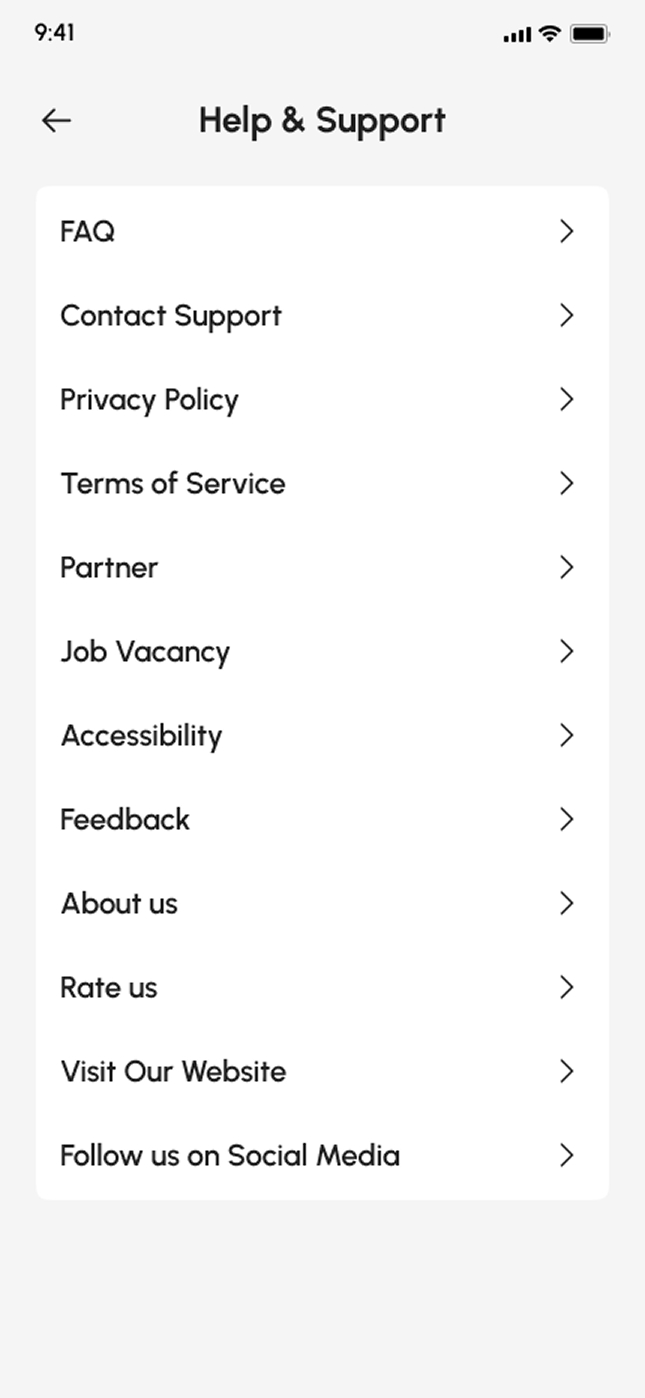 9:41
Help & Support
FAQ
Contact Support
Privacy Policy
Terms of Service
Partner
Job Vacancy
Accessibility
Feedback
About us
Rate us
Visit Our Website
Follow us on Social Media